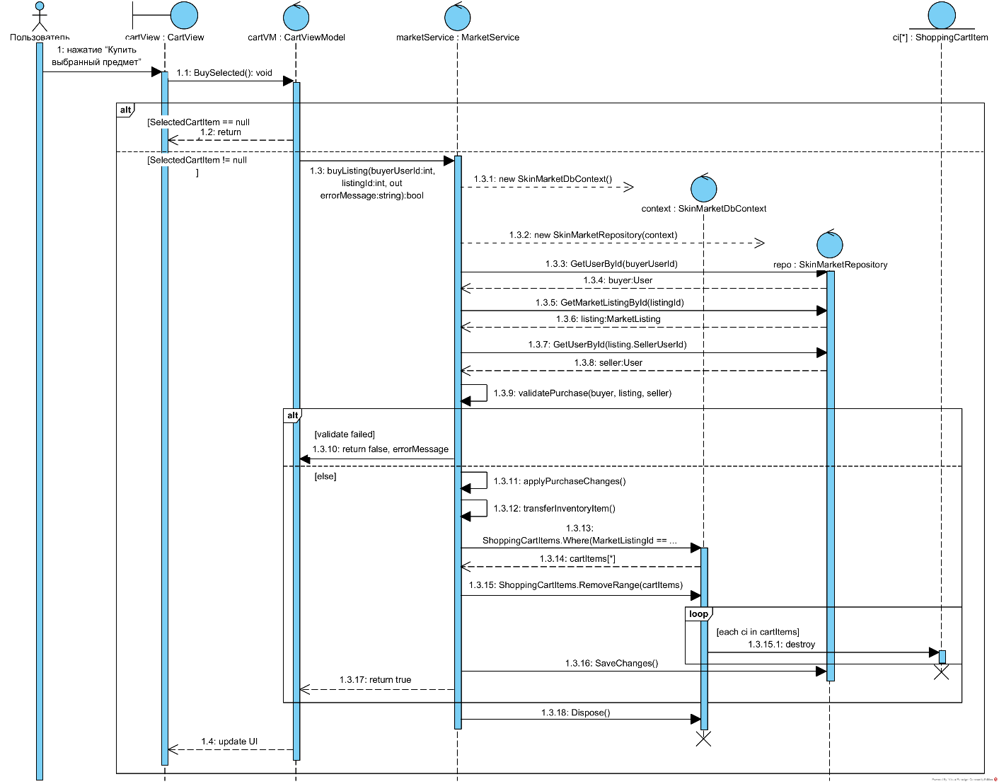 Пользователь
cartView : CartView
cartVM : CartViewModel
marketService : MarketService
ci[*] : ShoppingCartItem
1: нажатие “Купить
выбранный предмет”
1.1: BuySelected(): void
alt
[SelectedCartItem == null
1.2: return
[SelectedCartItem != null
]
1.3: buyListing(buyerUserId:int,
listingId:int, out
errorMessage:string):bool
1.3.1: new SkinMarketDbContext()
context : SkinMarketDbContext
1.3.2: new SkinMarketRepository(context)
repo : SkinMarketRepository
1.3.3: GetUserById(buyerUserId)
1.3.4: buyer:User
1.3.5: GetMarketListingById(listingId)
1.3.6: listing:MarketListing
1.3.7: GetUserById(listing.SellerUserId)
1.3.8: seller:User
1.3.9: validatePurchase(buyer, listing, seller)
alt
[validate failed]
1.3.10: return false, errorMessage
[else]
1.3.11: applyPurchaseChanges()
1.3.12: transferInventoryItem()
1.3.13:
ShoppingCartItems.Where(MarketListingId == ...
1.3.14: cartItems[*]
1.3.15: ShoppingCartItems.RemoveRange(cartItems)
loop
[each ci in cartItems]
1.3.15.1: destroy
1.3.16: SaveChanges()
1.3.17: return true
1.3.18: Dispose()
1.4: update UI
Powered By Visual Paradigm Community Edition